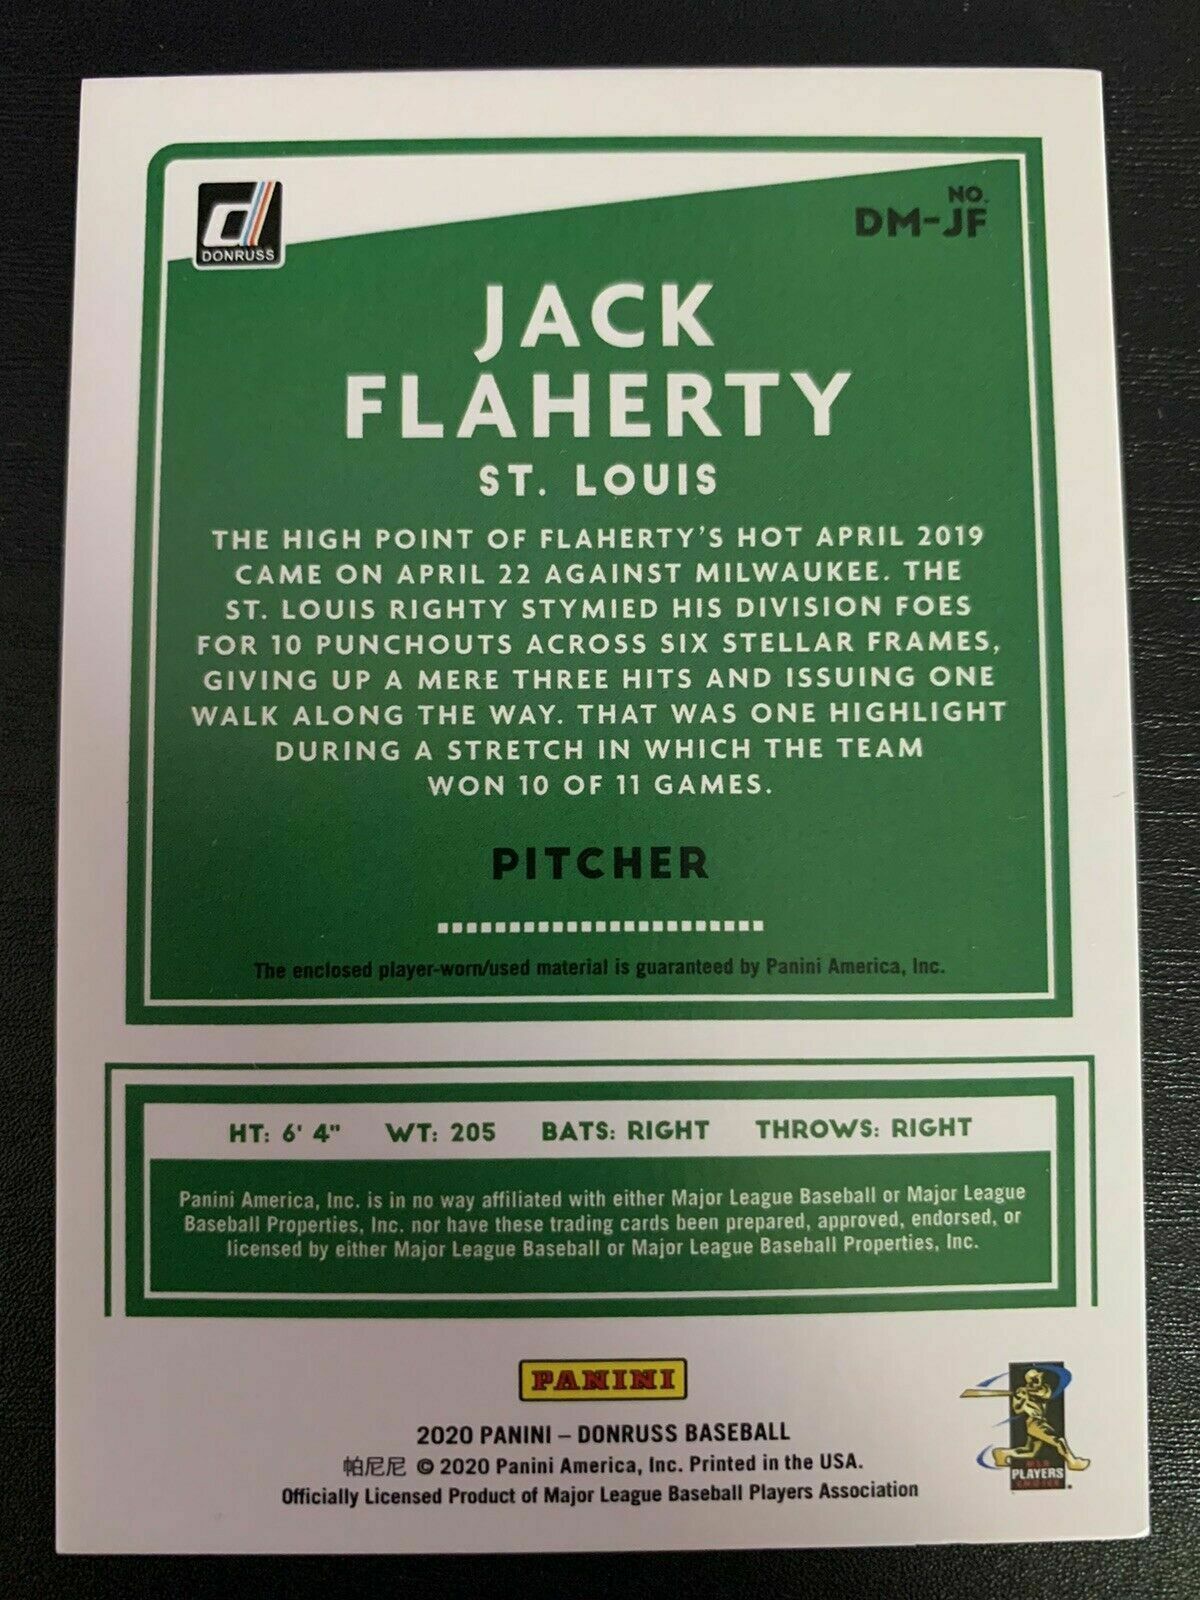 DONRUSS
NO.
DM-JF
JACK
FLAHERTY
ST. LOUIS
THE HIGH POINT OF FLAHERTY'S HOT APRIL 2019
CAME ON APRIL 22 AGAINST MILWAUKEE. THE
ST. LOUIS RIGHTY STYMIED HIS DIVISION FOES
FOR 10 PUNCHOUTS ACROSS SIX STELLAR FRAMES,
GIVING UP A MERE THREE HITS AND ISSUING ONE
WALK ALONG THE WAY. THAT WAS ONE HIGHLIGHT
DURING A STRETCH IN WHICH THE TEAM
WON 10 OF 11 GAMES.
PITCHER
The enclosed player-worn/used material is guaranteed by Panini America, Inc.
HT: 6' 4" WT: 205 BATS: RIGHT THROWS: RIGHT
Panini America, Inc. is in no way affiliated with either Major League Baseball or Major League
Baseball Properties, Inc. nor have these trading cards been prepared, approved, endorsed, or
licensed by either Major League Baseball or Major League Baseball Properties, Inc.
PANINI
2020 PANINI – DONRUSS BASEBALL
帕尼尼 © 2020 Panini America, Inc. Printed in the USA.
Officially Licensed Product of Major League Baseball Players Association
MLB
PLAYERS
CHOICE